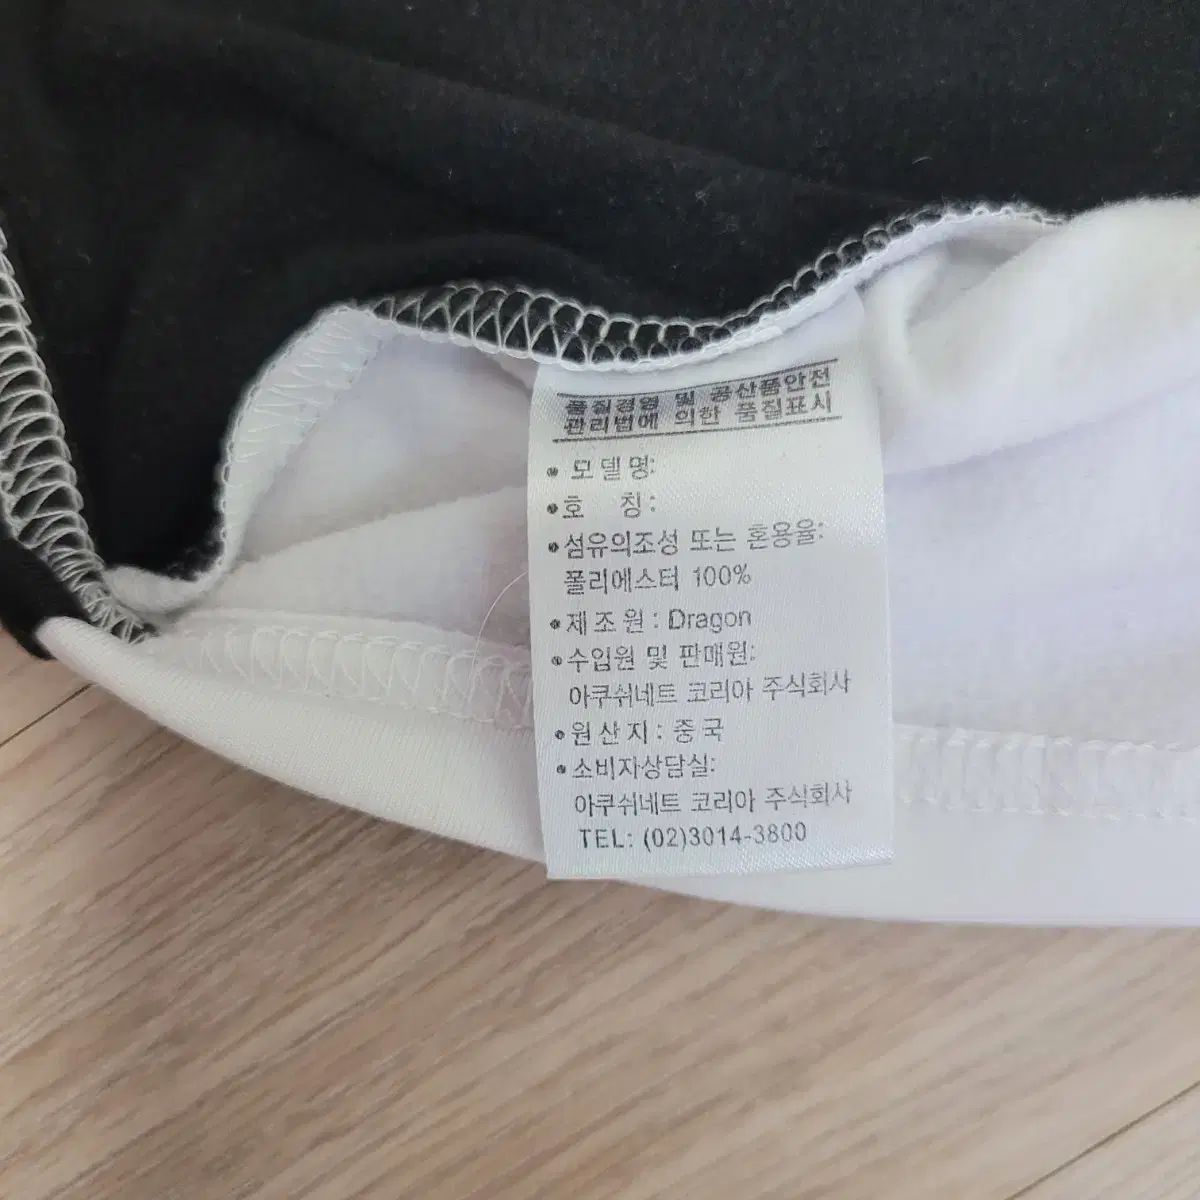 품질경영 및 공산품안전
관리법에 의한 품질표시
• 모델명:
• 호 칭:
• 섬유의조성 또는 혼용율:
폴리에스터 100%
• 제조원 : Dragon
• 수입원 및 판매원:
아쿠쉬네트 코리아 주식회사
• 원산지 : 중국
• 소비자상담실:
아쿠쉬네트 코리아 주식회사
TEL: (02)3014-3800